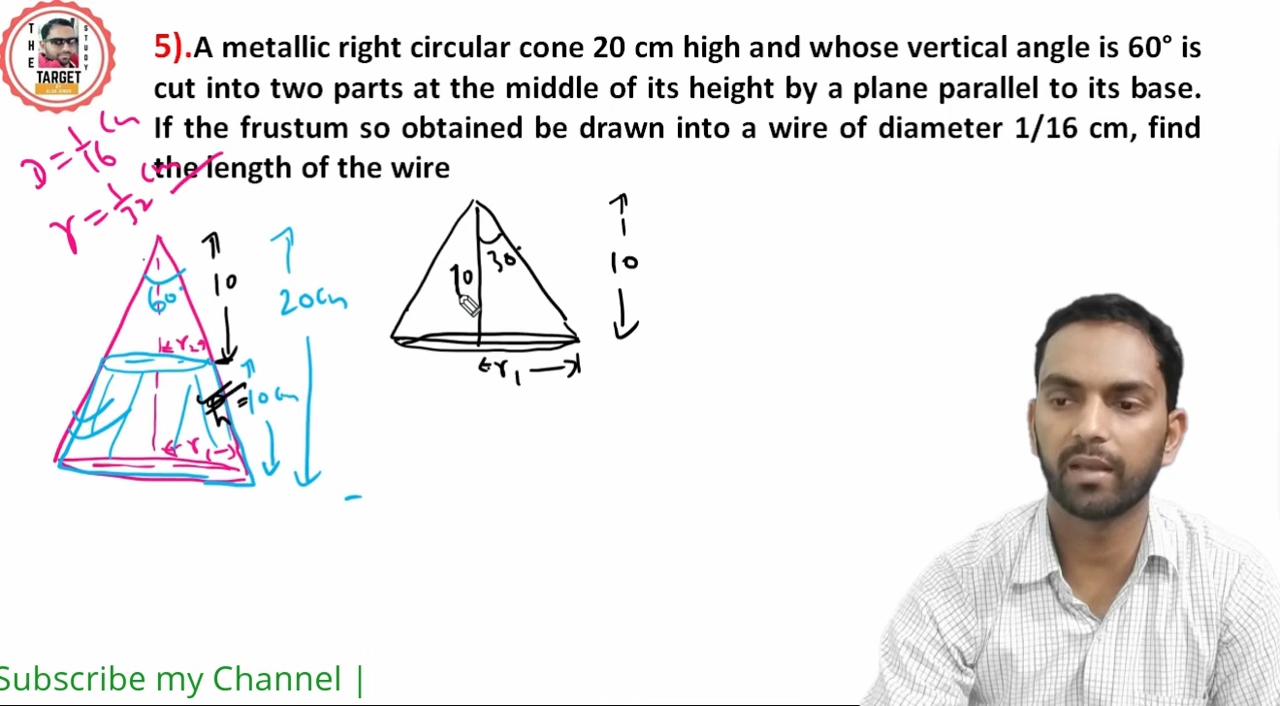 THE
STUDY
TARGET
5).A metallic right circular cone 20 cm high and whose vertical angle is 60° is
cut into two parts at the middle of its height by a plane parallel to its base.
If the frustum so obtained be drawn into a wire of diameter 1/16 cm, find
the length of the wire
D = 1/16 cm
r = 1/32 cm
60°
10
20cm
r₂
h = 10cm
r₁
10
30
10
r₁
Subscribe my Channel |